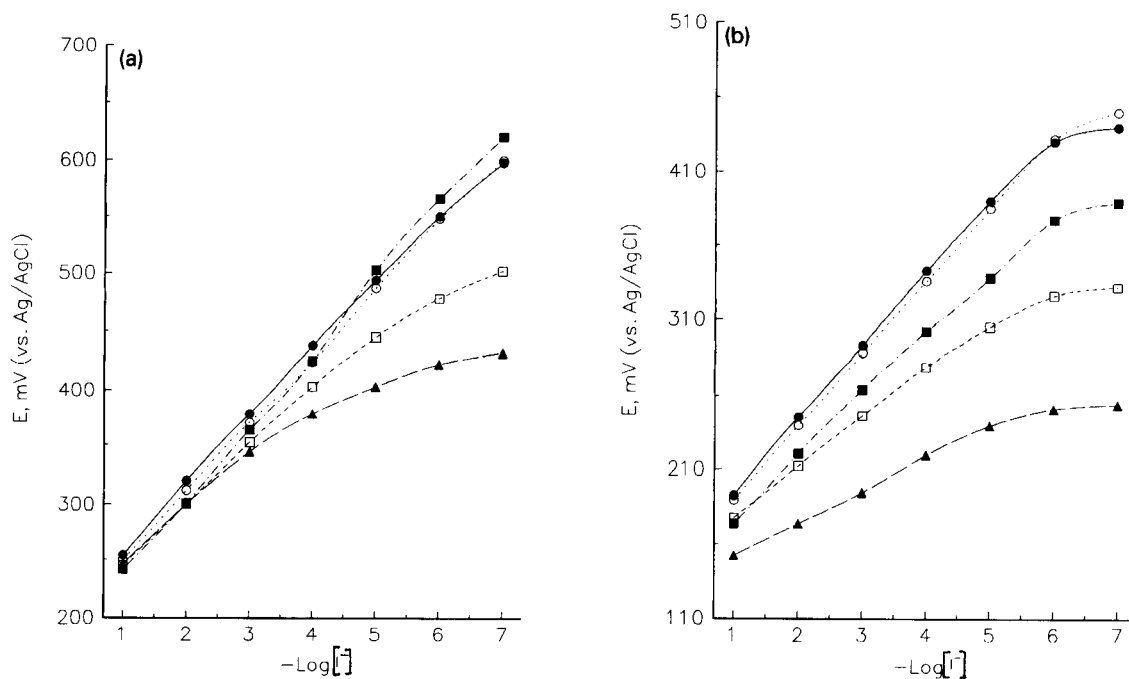 (a)
700
600
500
400
300
200
E, mV (vs. Ag/AgCl)
1 2 3 4 5 6 7
−Log[I⁻]
(b)
510
410
310
210
110
E, mV (vs. Ag/AgCl)
1 2 3 4 5 6 7
−Log[I⁻]